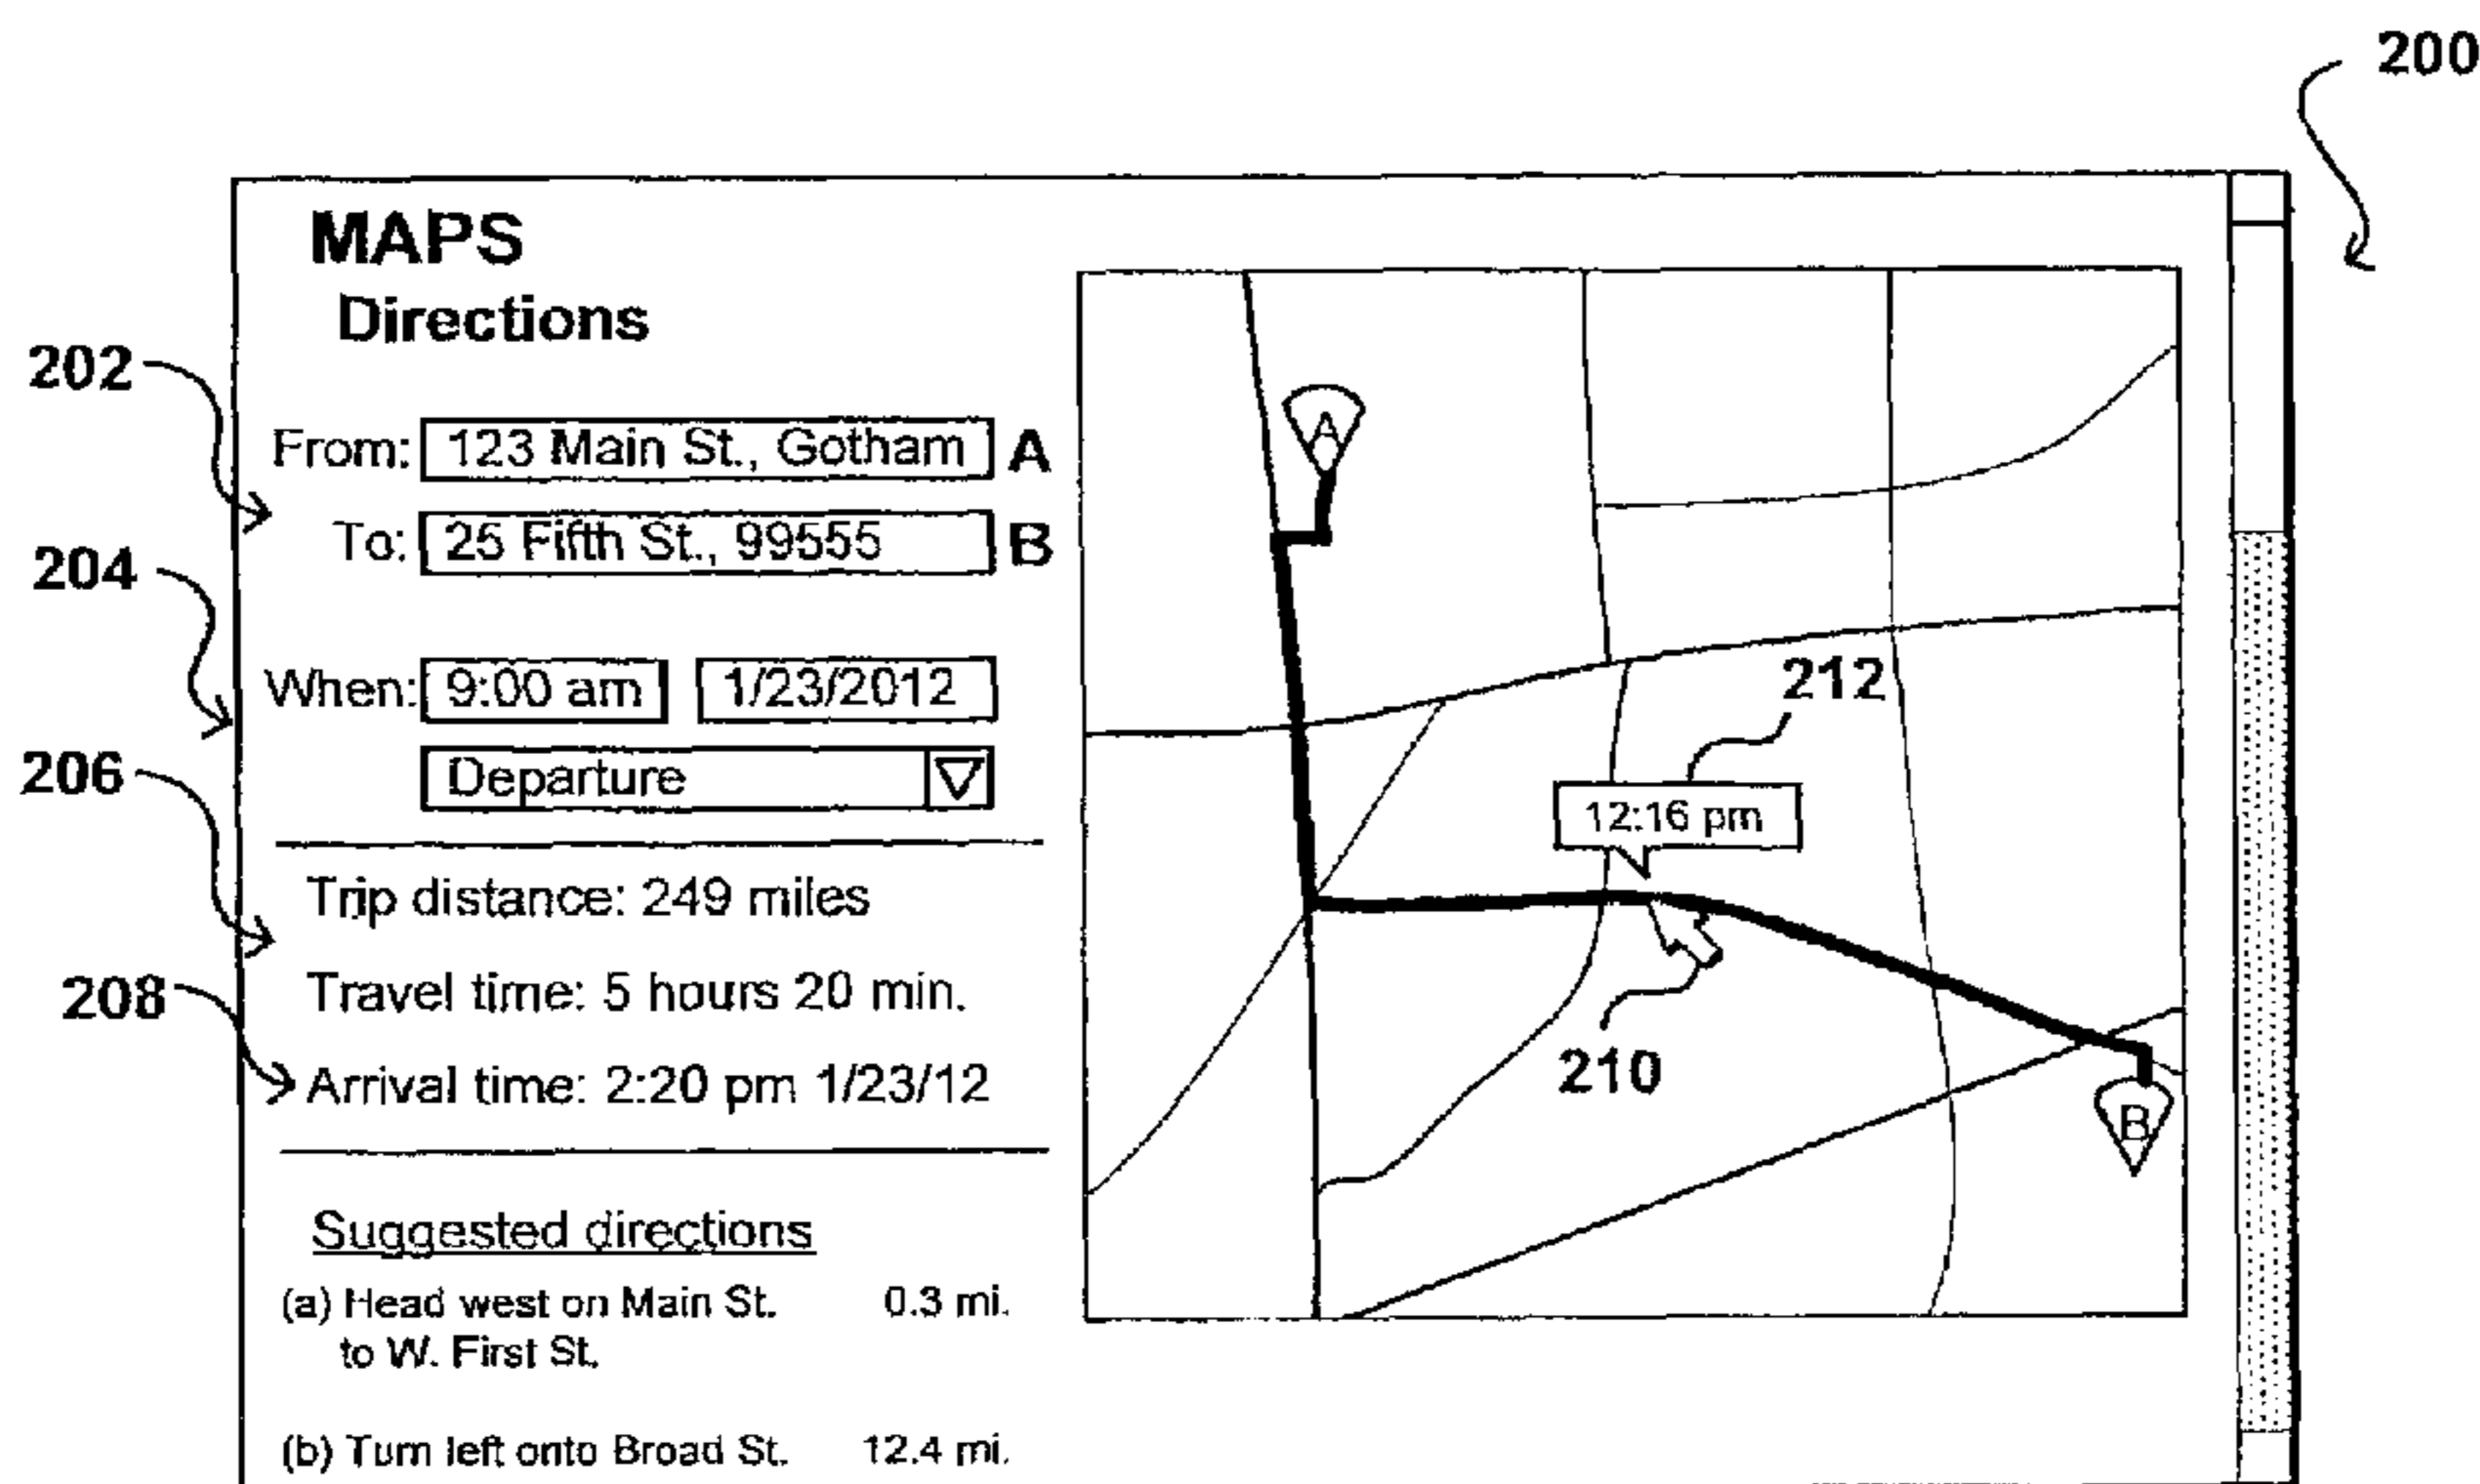 200
MAPS
Directions
202
From: 123 Main St., Gotham A
To: 25 Fifth St., 99555 B
204
When: 9:00 am 1/23/2012
206
Departure
Trip distance: 249 miles
Travel time: 5 hours 20 min.
208
Arrival time: 2:20 pm 1/23/12
Suggested directions
(a) Head west on Main St. 0.3 mi.
to W. First St.
(b) Turn left onto Broad St. 12.4 mi.
A
212
12:16 pm
210
B